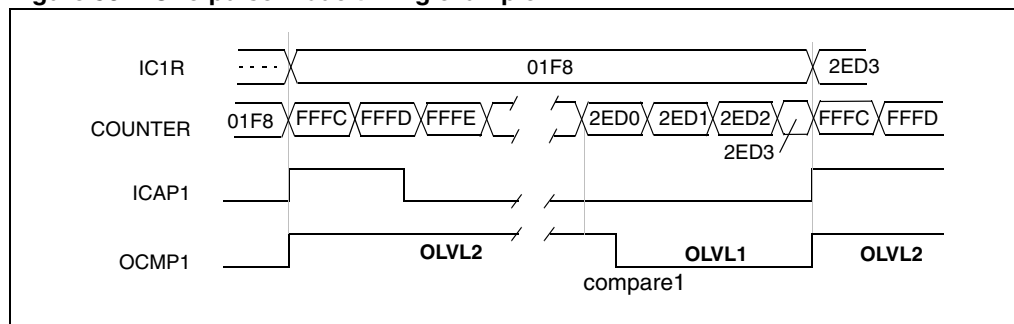 IC1R 01F8 2ED3
COUNTER 01F8 FFFC FFFD FFFE 2ED0 2ED1 2ED2 FFFC FFFD
2ED3
ICAP1
OCMP1 OLVL2 OLVL1 OLVL2
compare1